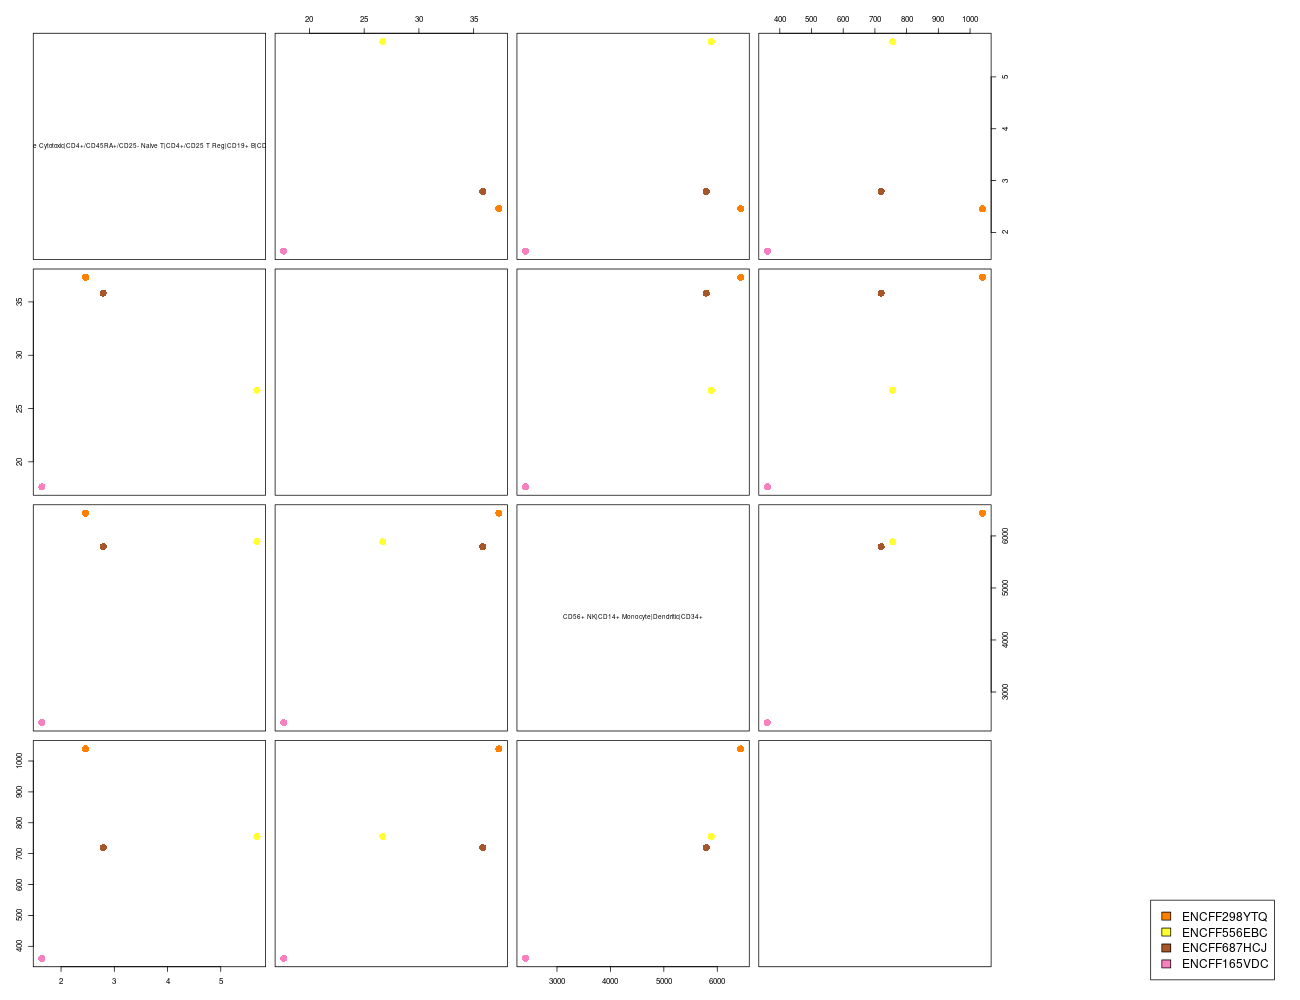 20 25 30 35
400 500 600 700 800 900 1000
e Cytotoxic|CD4+/CD45RA+/CD25- Naive T|CD4+/CD25 T Reg|CD19+ B|CD
5
4
3
2
35
30
25
20
CD56+ NK|CD14+ Monocyte|Dendritic|CD34+
6000
5000
4000
3000
1000
900
800
700
600
500
400
2 3 4 5
3000 4000 5000 6000
ENCFF298YTQ
ENCFF556EBC
ENCFF687HCJ
ENCFF165VDC